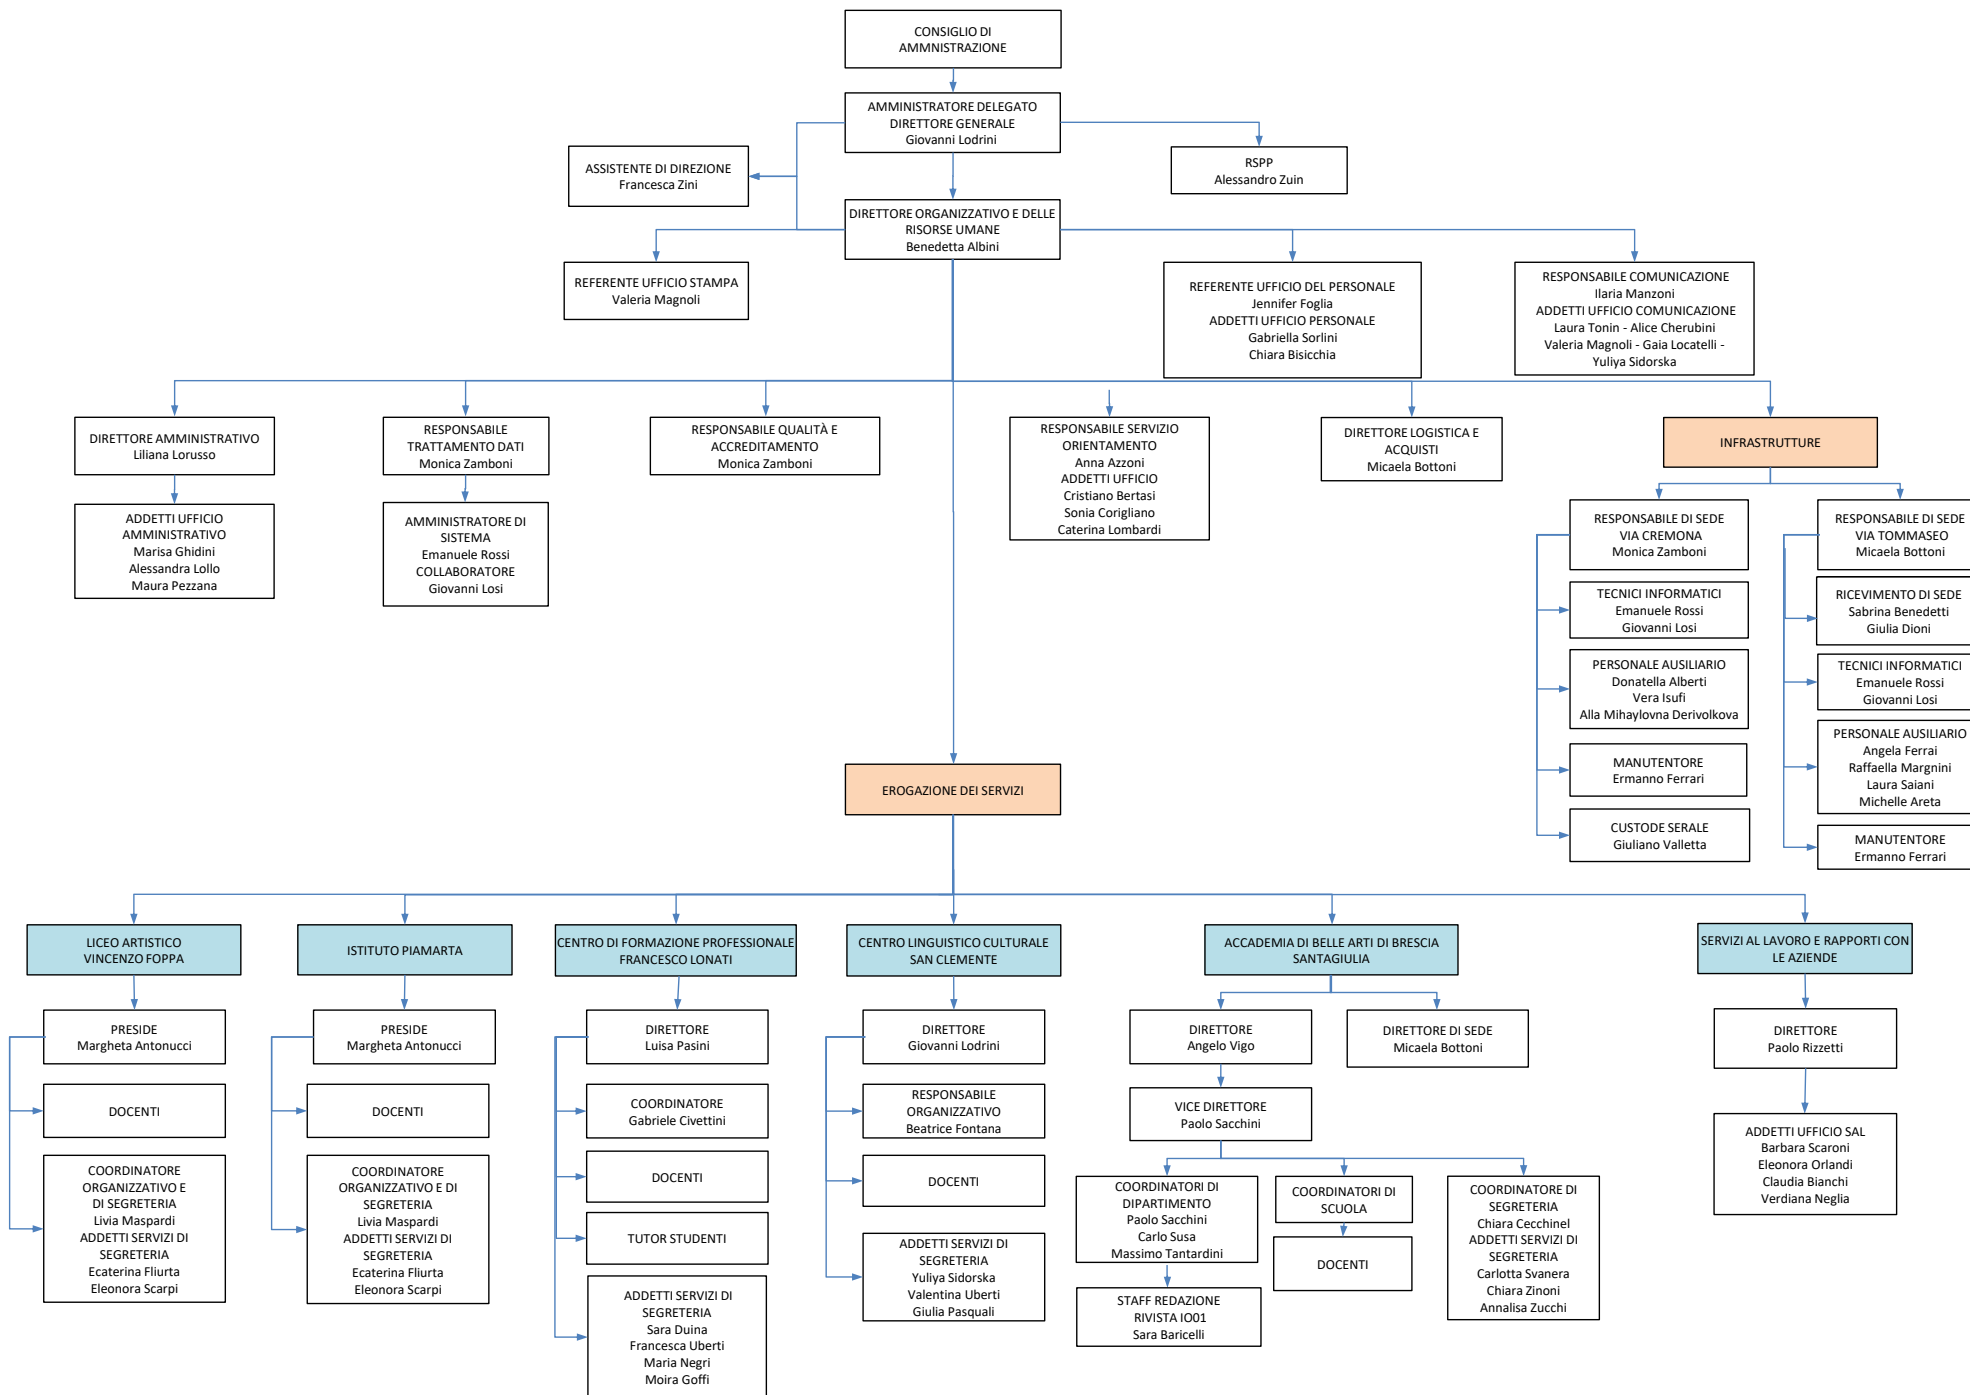 CONSIGLIO DI
AMMNISTRAZIONE
AMMINISTRATORE DELEGATO
DIRETTORE GENERALE
Giovanni Lodrini
ASSISTENTE DI DIREZIONE
Francesca Zini
RSPP
Alessandro Zuin
DIRETTORE ORGANIZZATIVO E DELLE
RISORSE UMANE
Benedetta Albini
REFERENTE UFFICIO STAMPA
Valeria Magnoli
REFERENTE UFFICIO DEL PERSONALE
Jennifer Foglia
ADDETTI UFFICIO PERSONALE
Gabriella Sorlini
Chiara Bisicchia
RESPONSABILE COMUNICAZIONE
Ilaria Manzoni
ADDETTI UFFICIO COMUNICAZIONE
Laura Tonin - Alice Cherubini
Valeria Magnoli - Gaia Locatelli -
Yuliya Sidorska
DIRETTORE AMMINISTRATIVO
Liliana Lorusso
RESPONSABILE
TRATTAMENTO DATI
Monica Zamboni
RESPONSABILE QUALITÀ E
ACCREDITAMENTO
Monica Zamboni
RESPONSABILE SERVIZIO
ORIENTAMENTO
Anna Azzoni
ADDETTI UFFICIO
Cristiano Bertasi
Sonia Corigliano
Caterina Lombardi
DIRETTORE LOGISTICA E
ACQUISTI
Micaela Bottoni
INFRASTRUTTURE
ADDETTI UFFICIO
AMMINISTRATIVO
Marisa Ghidini
Alessandra Lollo
Maura Pezzana
AMMINISTRATORE DI
SISTEMA
Emanuele Rossi
COLLABORATORE
Giovanni Losi
RESPONSABILE DI SEDE
VIA CREMONA
Monica Zamboni
TECNICI INFORMATICI
Emanuele Rossi
Giovanni Losi
PERSONALE AUSILIARIO
Donatella Alberti
Vera Isufi
Alla Mihaylovna Derivolkova
MANUTENTORE
Ermanno Ferrari
CUSTODE SERALE
Giuliano Valletta
RESPONSABILE DI SEDE
VIA TOMMASEO
Micaela Bottoni
RICEVIMENTO DI SEDE
Sabrina Benedetti
Giulia Dioni
TECNICI INFORMATICI
Emanuele Rossi
Giovanni Losi
PERSONALE AUSILIARIO
Angela Ferrai
Raffaella Margnini
Laura Saiani
Michelle Areta
MANUTENTORE
Ermanno Ferrari
EROGAZIONE DEI SERVIZI
LICEO ARTISTICO
VINCENZO FOPPA
PRESIDE
Margheta Antonucci
DOCENTI
COORDINATORE
ORGANIZZATIVO E
DI SEGRETERIA
Livia Maspardi
ADDETTI SERVIZI DI
SEGRETERIA
Ecaterina Fliurta
Eleonora Scarpi
ISTITUTO PIAMARTA
PRESIDE
Margheta Antonucci
DOCENTI
COORDINATORE
ORGANIZZATIVO E DI
SEGRETERIA
Livia Maspardi
ADDETTI SERVIZI DI
SEGRETERIA
Ecaterina Fliurta
Eleonora Scarpi
CENTRO DI FORMAZIONE PROFESSIONALE
FRANCESCO LONATI
DIRETTORE
Luisa Pasini
COORDINATORE
Gabriele Civettini
DOCENTI
TUTOR STUDENTI
ADDETTI SERVIZI DI
SEGRETERIA
Sara Duina
Francesca Uberti
Maria Negri
Moira Goffi
CENTRO LINGUISTICO CULTURALE
SAN CLEMENTE
DIRETTORE
Giovanni Lodrini
RESPONSABILE
ORGANIZZATIVO
Beatrice Fontana
DOCENTI
ADDETTI SERVIZI DI
SEGRETERIA
Yuliya Sidorska
Valentina Uberti
Giulia Pasquali
ACCADEMIA DI BELLE ARTI DI BRESCIA
SANTAGIULIA
DIRETTORE
Angelo Vigo
DIRETTORE DI SEDE
Micaela Bottoni
VICE DIRETTORE
Paolo Sacchini
COORDINATORI DI
DIPARTIMENTO
Paolo Sacchini
Carlo Susa
Massimo Tantardini
STAFF REDAZIONE
RIVISTA IO01
Sara Baricelli
COORDINATORI DI
SCUOLA
DOCENTI
COORDINATORE DI
SEGRETERIA
Chiara Cecchinel
ADDETTI SERVIZI DI
SEGRETERIA
Carlotta Svanera
Chiara Zinoni
Annalisa Zucchi
SERVIZI AL LAVORO E RAPPORTI CON
LE AZIENDE
DIRETTORE
Paolo Rizzetti
ADDETTI UFFICIO SAL
Barbara Scaroni
Eleonora Orlandi
Claudia Bianchi
Verdiana Neglia